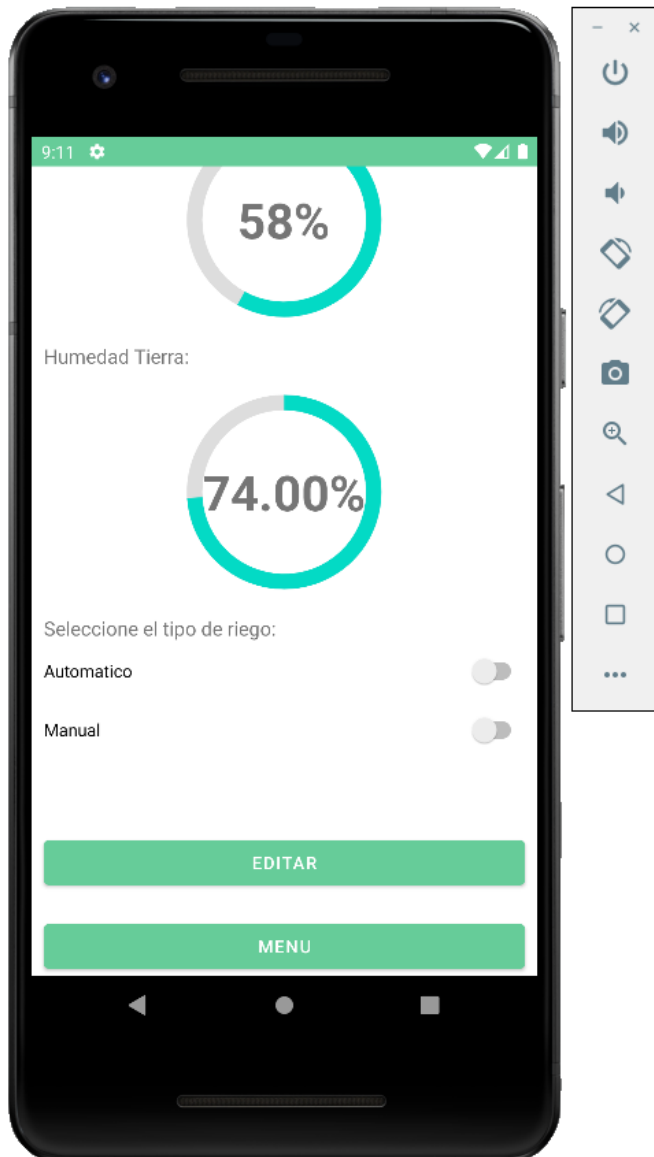 9:11
58%
Humedad Tierra:
74.00%
Seleccione el tipo de riego:
Automatico
Manual
EDITAR
MENU